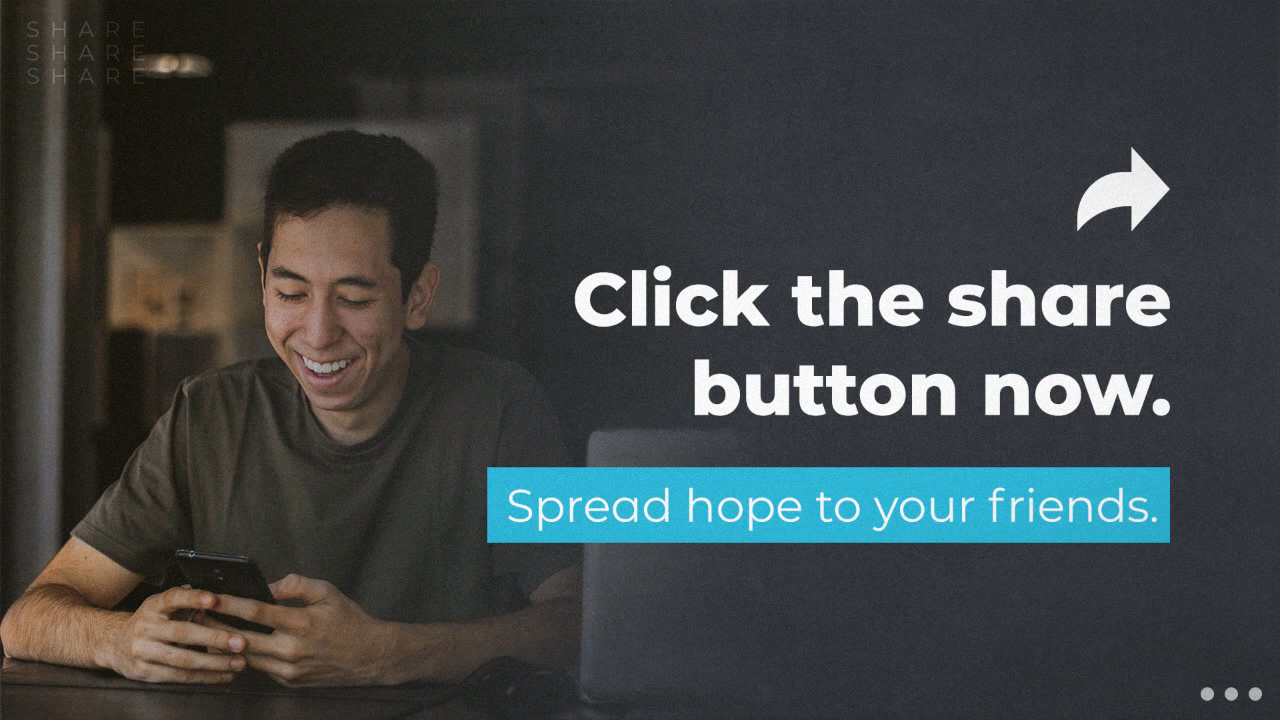 SHARE
SHARE
SHARE
Click the share
button now.
Spread hope to your friends.